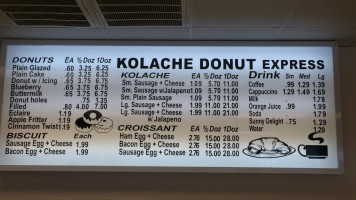 KOLACHE DONUT EXPRESS
DONUTS EA ½Doz 1Doz
Plain Glazed .60 3.25 6.25
Plain Cake .60 3.25 6.25
Donut w / Icing .65 3.75 6.75
Blueberry .65 3.75 6.75
Buttermilk .65 3.75 6.75
Donut holes .75 1.35
Filled .80 4.00 7.00
Eclaire 1.19
Apple Fritter 1.19
Cinnamon Twist 1.19
BISCUIT Each
Sausage Egg + Cheese 1.99
Bacon Egg + Cheese 1.99
KOLACHE EA ½ Doz 1Doz
Sm. Sausage + Cheese 1.09 5.70 11.00
Sm. Sausage w/Jalapeno 1.09 5.70 11.00
Sm. Plain Sausage 1.09 5.70 11.00
Lg. Sausage + Cheese 1.99 11.00 21.00
Lg. Sausage + Cheese 1.99 11.00 21.00
w/Jalapeno
CROISSANT EA ½ Doz 1Doz
Ham Egg + Cheese 2.76 15.00 28.00
Bacon Egg + Cheese 2.76 15.00 28.00
Sausage Egg + Cheese 2.76 15.00 28.00
Drink Sm Med Lg
Coffee .99 1.29 1.39
Cappuccino 1.29 1.49 1.69
Milk 1.78
Orange Juice .99 1.99
Soda 1.79
Sunny Delight .75 1.29
Water 1.29